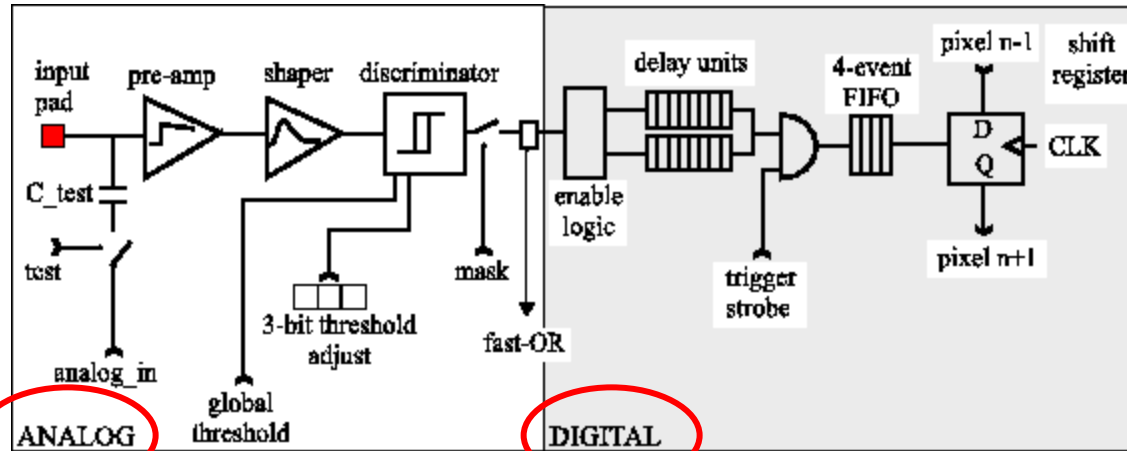 input
pad
pre-amp
shaper
discriminator
C_test
test
analog_in
global
threshold
3-bit threshold
adjust
mask
fast-OR
ANALOG
enable
logic
delay units
trigger
strobe
4-event
FIFO
pixel n-1
shift
register
D
Q
CLK
pixel n+1
DIGITAL